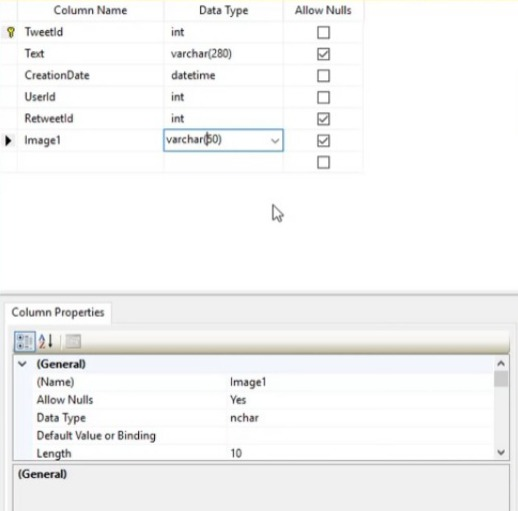 Column Name Data Type Allow Nulls
TweetId int
Text varchar(280)
CreationDate datetime
UserId int
RetweetId int
Image1 varchar(50)
Column Properties
(General)
(Name) Image1
Allow Nulls Yes
Data Type nchar
Default Value or Binding
Length 10
(General)